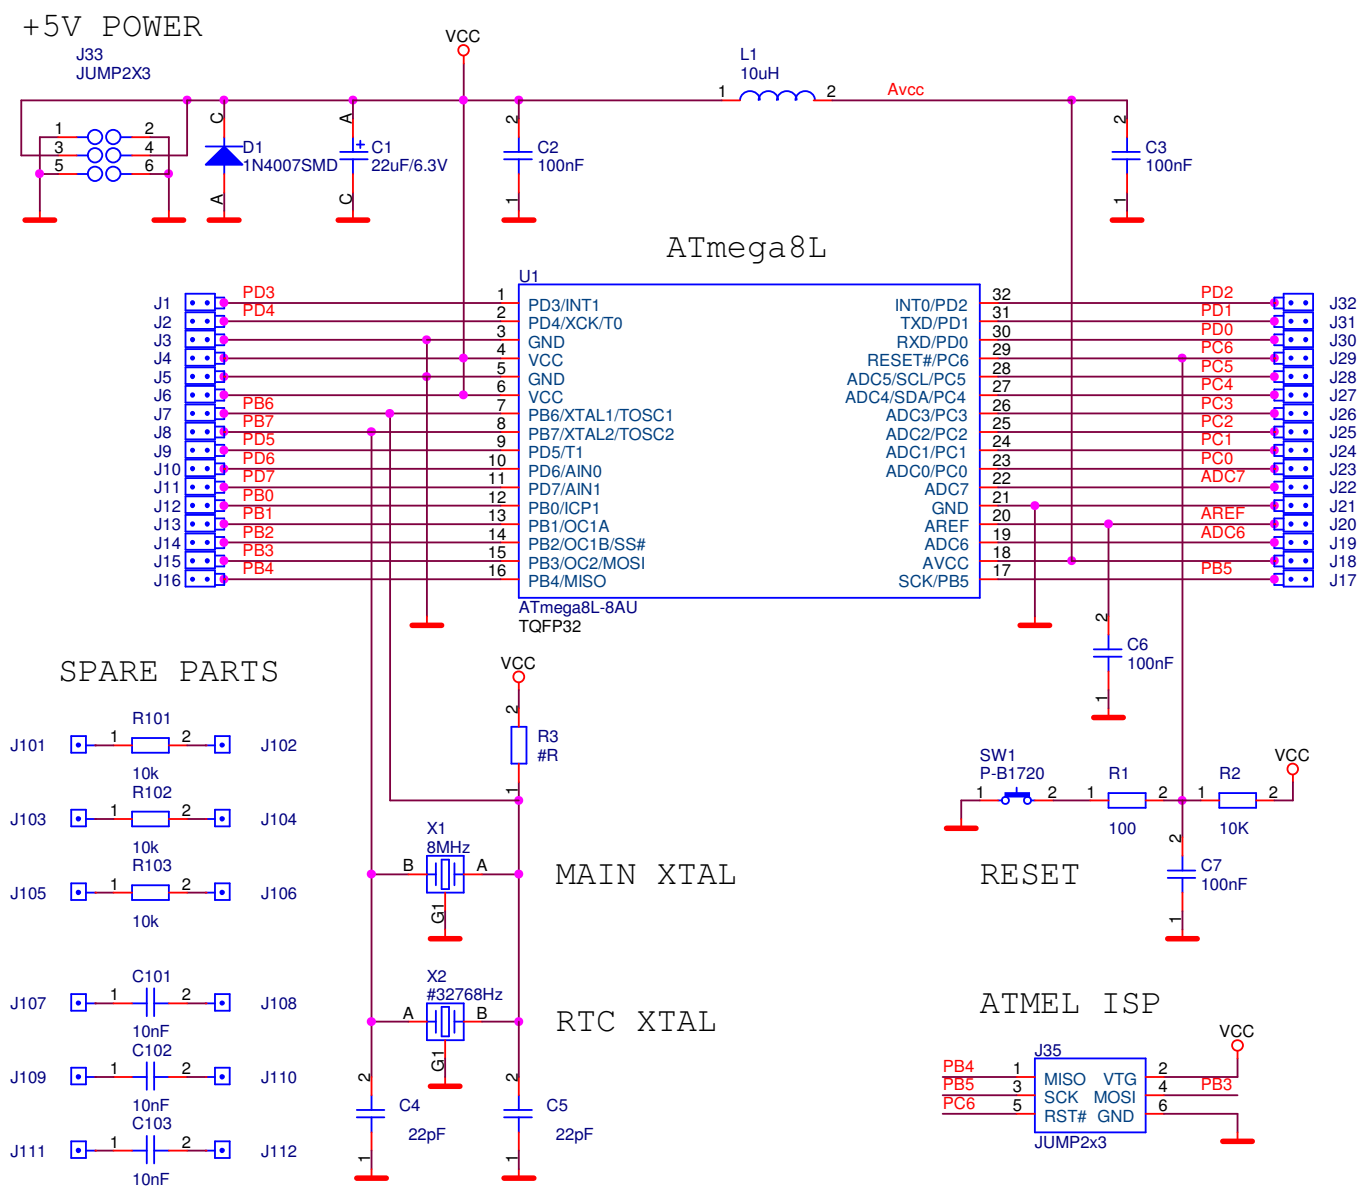 +5V POWER
J33
JUMP2X3
1 2
3 4
5 6
C
D1
1N4007SMD
A
A
+
C1
22uF/6.3V
C
VCC
2
C2
100nF
1
L1
10uH
1 2
Avcc
2
C3
100nF
1
ATmega8L
U1
J1 PD3 1 PD3/INT1
J2 PD4 2 PD4/XCK/T0
J3 3 GND
J4 4 VCC
J5 5 GND
J6 6 VCC
J7 PB6 7 PB6/XTAL1/TOSC1
J8 PB7 8 PB7/XTAL2/TOSC2
J9 PD5 9 PD5/T1
J10 PD6 10 PD6/AIN0
J11 PD7 11 PD7/AIN1
J12 PB0 12 PB0/ICP1
J13 PB1 13 PB1/OC1A
J14 PB2 14 PB2/OC1B/SS#
J15 PB3 15 PB3/OC2/MOSI
J16 PB4 16 PB4/MISO
INT0/PD2 32 PD2 J32
TXD/PD1 31 PD1 J31
RXD/PD0 30 PD0 J30
RESET#/PC6 29 PC6 J29
ADC5/SCL/PC5 28 PC5 J28
ADC4/SDA/PC4 27 PC4 J27
ADC3/PC3 26 PC3 J26
ADC2/PC2 25 PC2 J25
ADC1/PC1 24 PC1 J24
ADC0/PC0 23 PC0 J23
ADC7 22 ADC7 J22
GND 21 J21
AREF 20 AREF J20
ADC6 19 ADC6 J19
AVCC 18 J18
SCK/PB5 17 PB5 J17
ATmega8L-8AU
TQFP32
2
C6
100nF
1
SPARE PARTS
R101
J101 1 2 J102
10k
R102
J103 1 2 J104
10k
R103
J105 1 2 J106
10k
C101
J107 1 2 J108
10nF
C102
J109 1 2 J110
10nF
C103
J111 1 2 J112
10nF
VCC
2
R3
#R
1
X1
8MHz
B A
G1
MAIN XTAL
X2
#32768Hz
A B
G1
RTC XTAL
2
C4
22pF
1
2
C5
22pF
1
SW1
P-B1720
1 2
R1
1 2
100
R2
1 2
10K
VCC
RESET
2
C7
100nF
1
ATMEL ISP
VCC
J35
PB4 1 MISO VTG 2
PB5 3 SCK MOSI 4 PB3
PC6 5 RST# GND 6
JUMP2x3